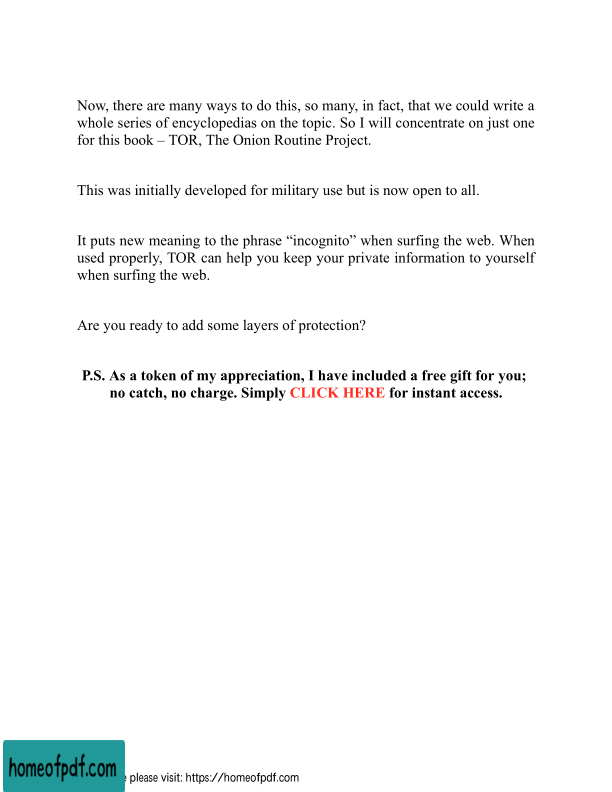 Now, there are many ways to do this, so many, in fact, that we could write a
whole series of encyclopedias on the topic. So I will concentrate on just one
for this book – TOR, The Onion Routine Project.
This was initially developed for military use but is now open to all.
It puts new meaning to the phrase “incognito” when surfing the web. When
used properly, TOR can help you keep your private information to yourself
when surfing the web.
Are you ready to add some layers of protection?
P.S. As a token of my appreciation, I have included a free gift for you;
no catch, no charge. Simply CLICK HERE for instant access.
homeofpdf.com
please visit: https://homeofpdf.com